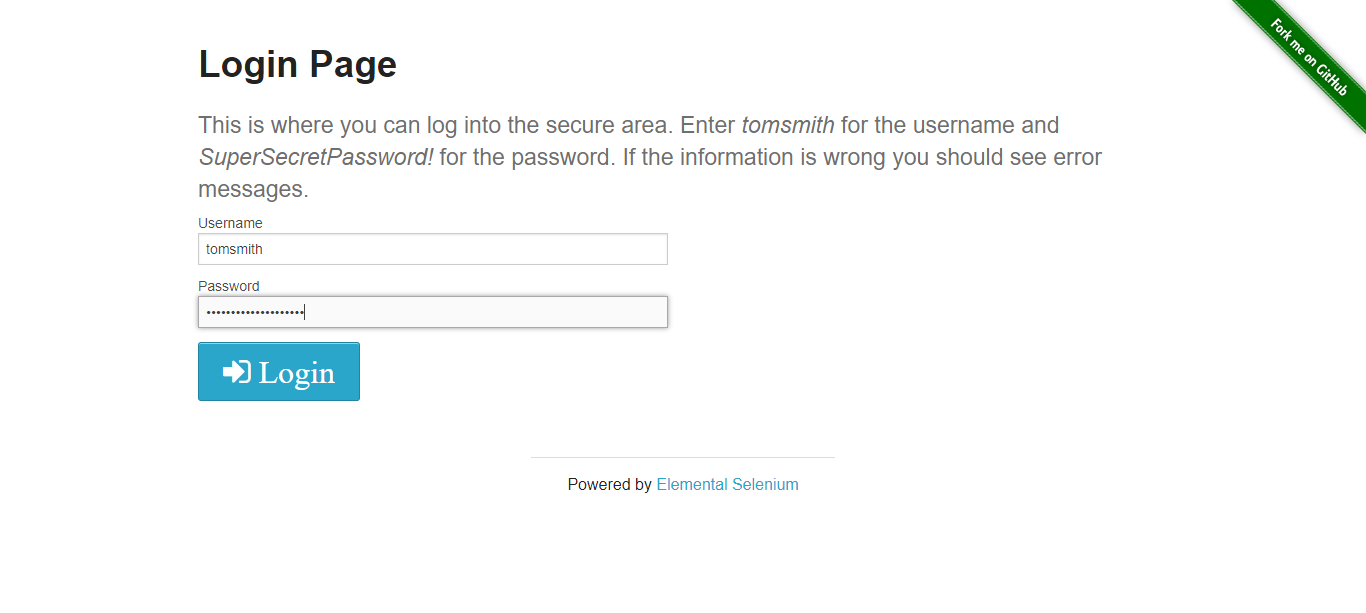 Fork me on GitHub
Login Page
This is where you can log into the secure area. Enter tomsmith for the username and
SuperSecretPassword! for the password. If the information is wrong you should see error
messages.
Username
tomsmith
Password
••••••••••••••••••••
Login
Powered by Elemental Selenium